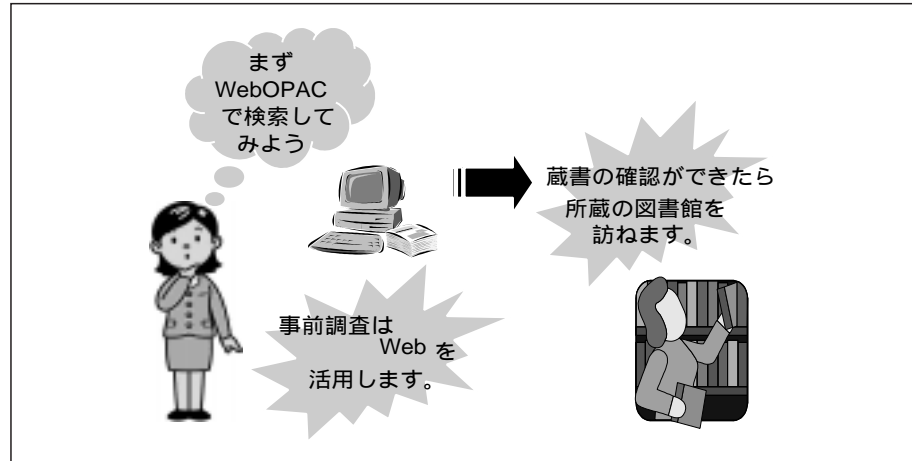 まず
WebOPAC
で検索して
みよう
蔵書の確認ができたら
所蔵の図書館を
訪ねます。
事前調査は
Web を
活用します。